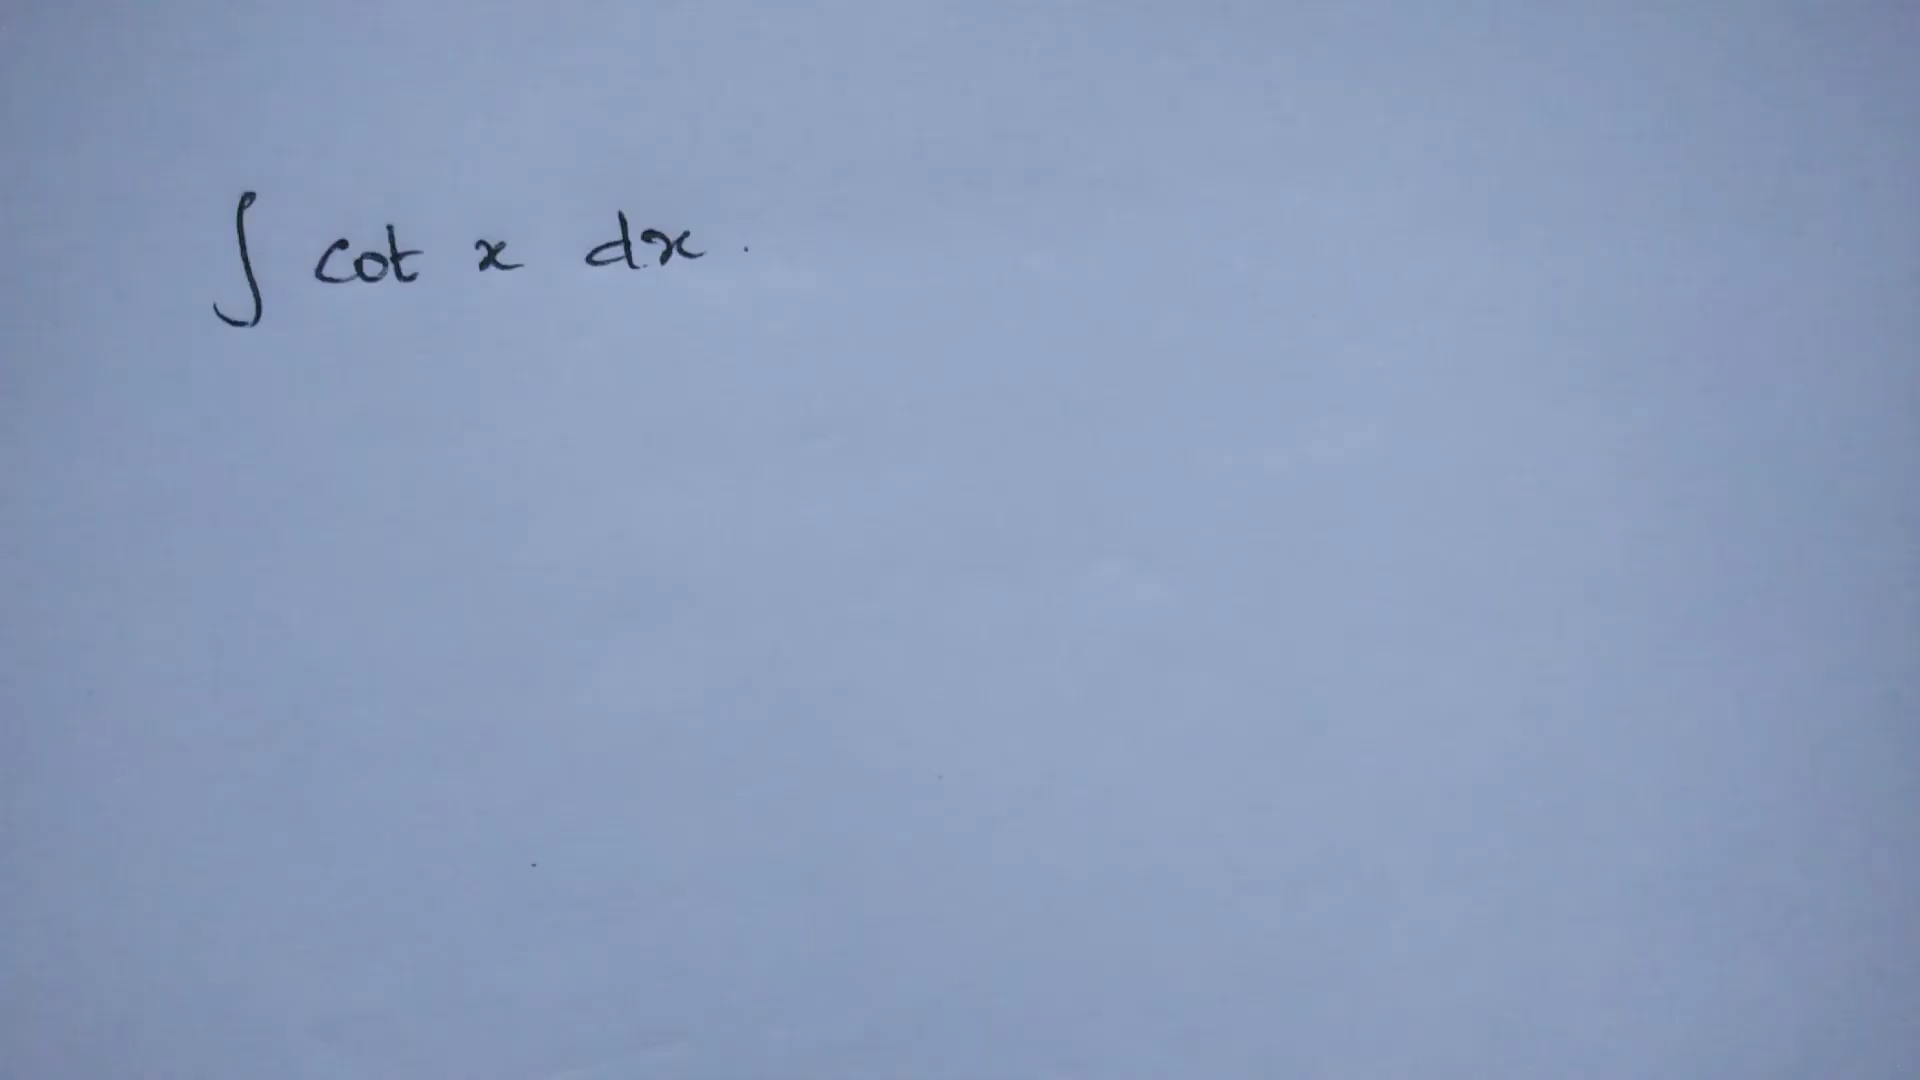 ∫ cot x dx.